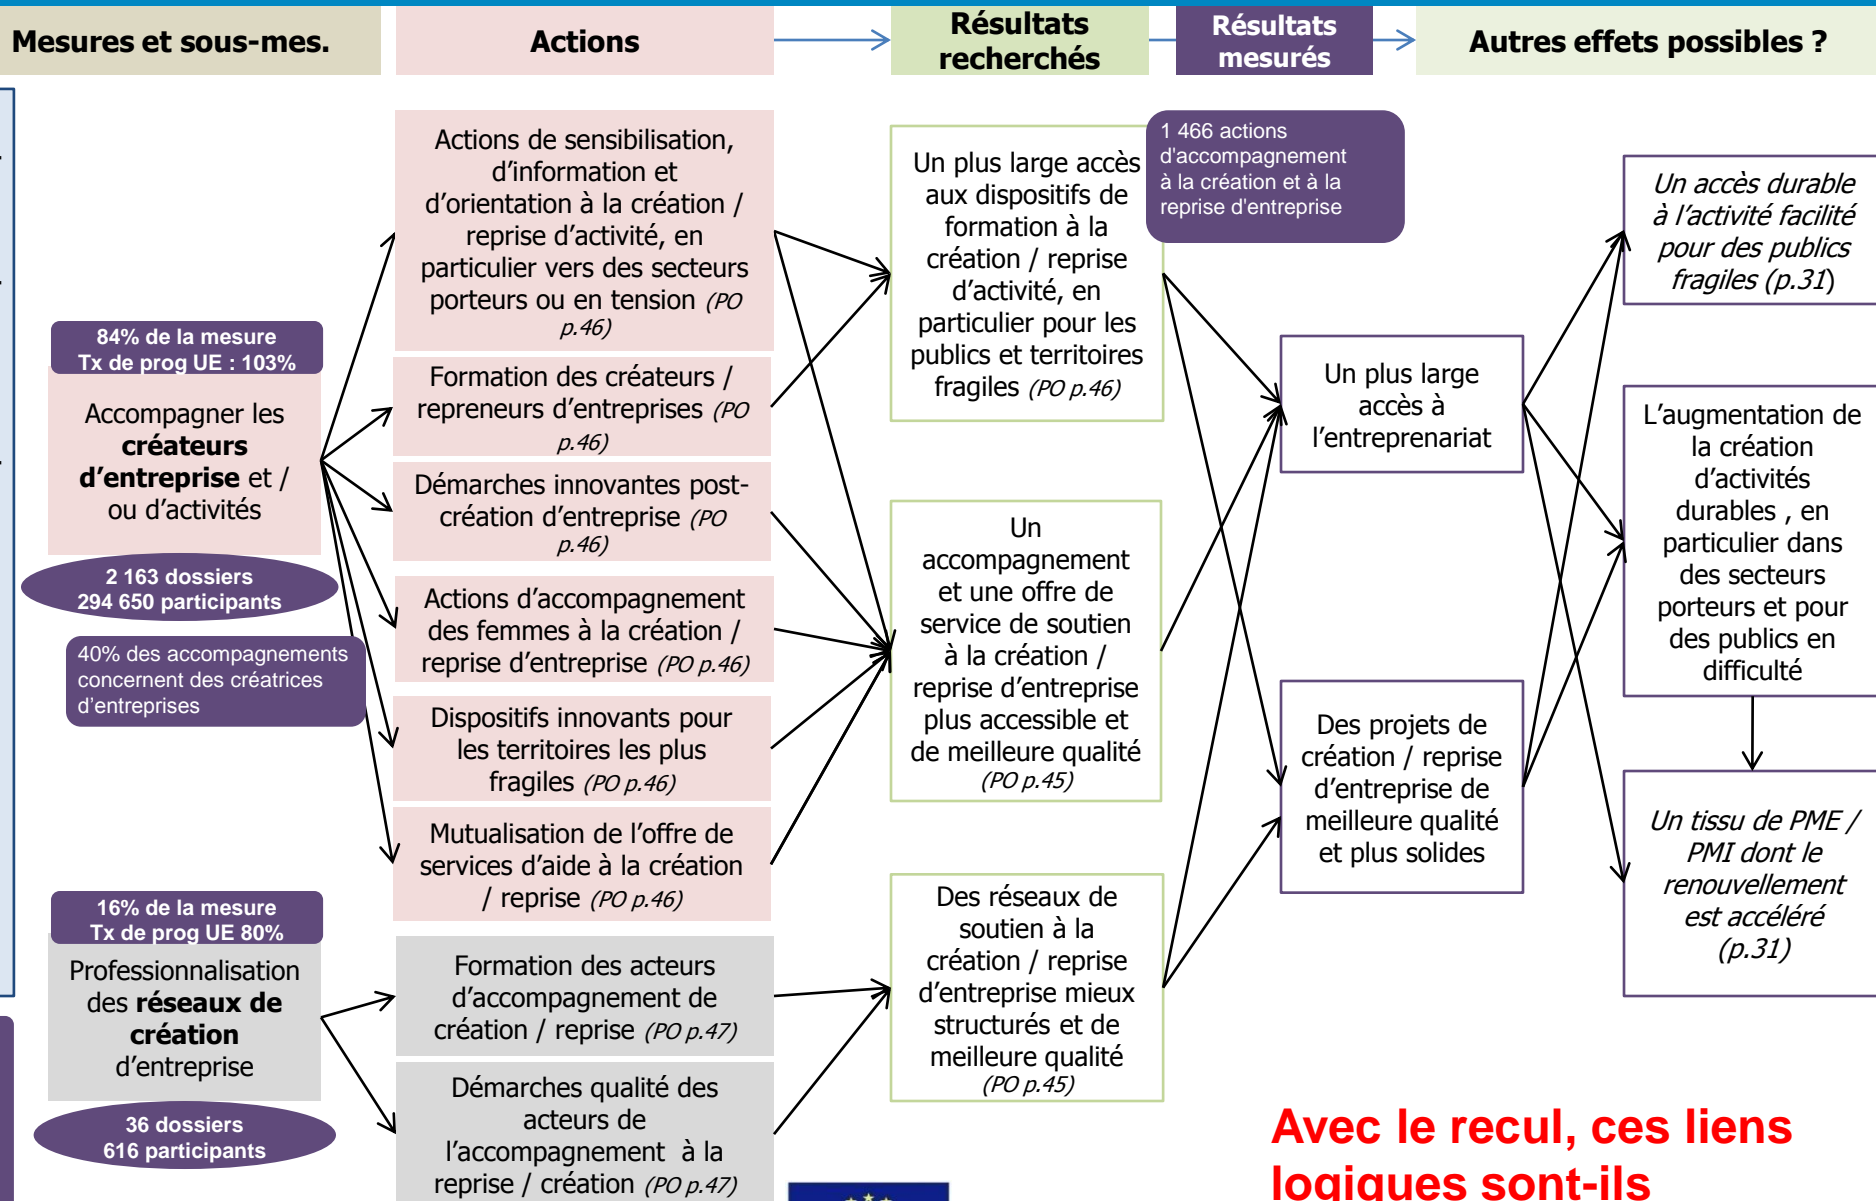 Mesures et sous-mes.
Actions
Résultats
recherchés
Résultats
mesurés
Autres effets possibles ?
84% de la mesure
Tx de prog UE : 103%
Accompagner les
créateurs
d’entreprise et /
ou d’activités
2 163 dossiers
294 650 participants
40% des accompagnements
concernent des créatrices
d’entreprises
16% de la mesure
Tx de prog UE 80%
Professionnalisation
des réseaux de
création
d’entreprise
36 dossiers
616 participants
Actions de sensibilisation,
d’information et
d’orientation à la création /
reprise d’activité, en
particulier vers des secteurs
porteurs ou en tension (PO
p.46)
Formation des créateurs /
repreneurs d’entreprises (PO
p.46)
Démarches innovantes post-
création d’entreprise (PO
p.46)
Actions d’accompagnement
des femmes à la création /
reprise d’entreprise (PO p.46)
Dispositifs innovants pour
les territoires les plus
fragiles (PO p.46)
Mutualisation de l’offre de
services d’aide à la création
/ reprise (PO p.46)
Formation des acteurs
d’accompagnement de
création / reprise (PO p.47)
Démarches qualité des
acteurs de
l’accompagnement à la
reprise / création (PO p.47)
Un plus large accès
aux dispositifs de
formation à la
création / reprise
d’activité, en
particulier pour les
publics et territoires
fragiles (PO p.46)
Un
accompagnement
et une offre de
service de soutien
à la création /
reprise d’entreprise
plus accessible et
de meilleure qualité
(PO p.45)
Des réseaux de
soutien à la
création / reprise
d’entreprise mieux
structurés et de
meilleure qualité
(PO p.45)
1 466 actions
d'accompagnement
à la création et à la
reprise d'entreprise
Un plus large
accès à
l’entreprenariat
Des projets de
création / reprise
d’entreprise de
meilleure qualité
et plus solides
Un accès durable
à l’activité facilité
pour des publics
fragiles (p.31)
L’augmentation de
la création
d’activités
durables , en
particulier dans
des secteurs
porteurs et pour
des publics en
difficulté
Un tissu de PME /
PMI dont le
renouvellement
est accéléré
(p.31)
Avec le recul, ces liens
logiques sont-ils